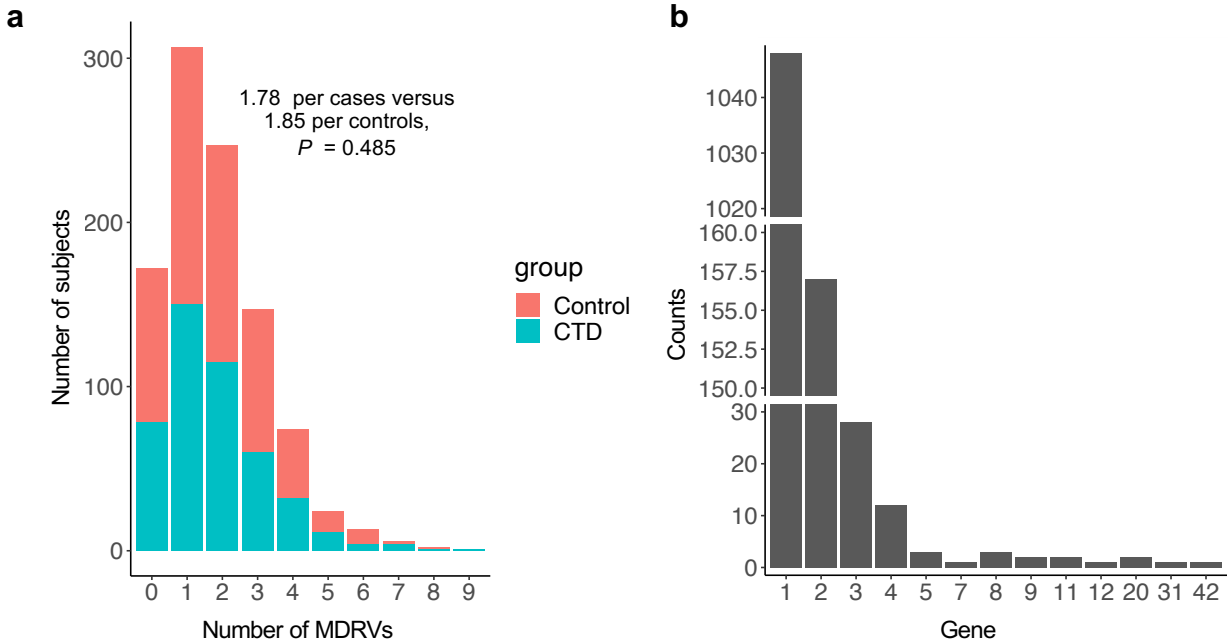 a
Number of subjects
300
200
100
0
1.78 per cases versus
1.85 per controls,
P = 0.485
group
Control
CTD
0 1 2 3 4 5 6 7 8 9
Number of MDRVs
b
Counts
1040
1030
1020
160.0
157.5
155.0
152.5
150.0
30
20
10
0
1 2 3 4 5 7 8 9 11 12 20 31 42
Gene